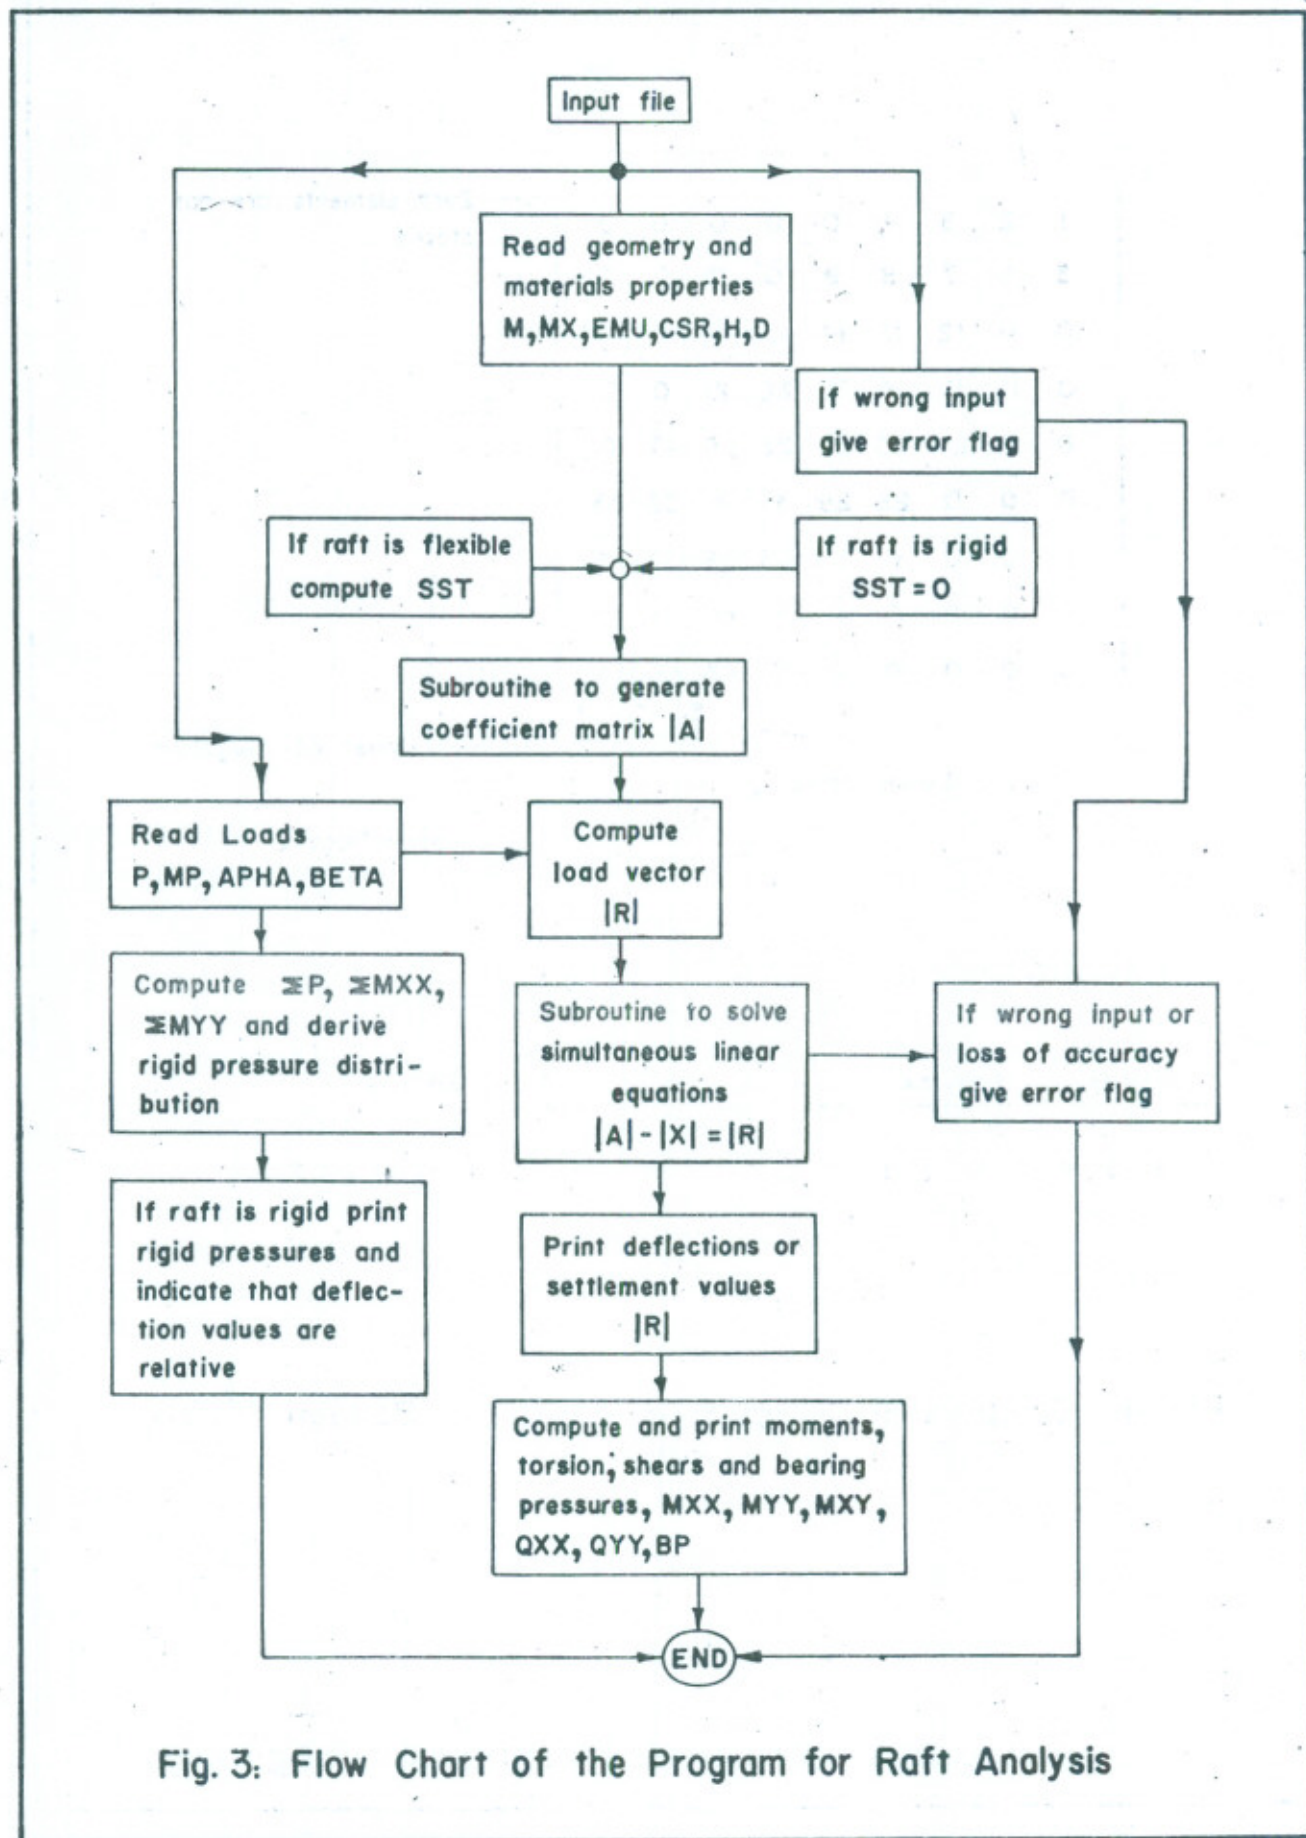 Input file
Read geometry and
materials properties
M, MX, EMU, CSR, H, D
If wrong input
give error flag
If raft is flexible
compute SST
If raft is rigid
SST = 0
Subroutine to generate
coefficient matrix |A|
Read Loads
P, MP, APHA, BETA
Compute
load vector
|R|
Compute ΣP, ΣMXX,
ΣMYY and derive
rigid pressure distri-
bution
Subroutine to solve
simultaneous linear
equations
|A| - |X| = |R|
If wrong input or
loss of accuracy
give error flag
If raft is rigid print
rigid pressures and
indicate that deflec-
tion values are
relative
Print deflections or
settlement values
|R|
Compute and print moments,
torsion, shears and bearing
pressures, MXX, MYY, MXY,
QXX, QYY, BP
END
Fig. 3: Flow Chart of the Program for Raft Analysis